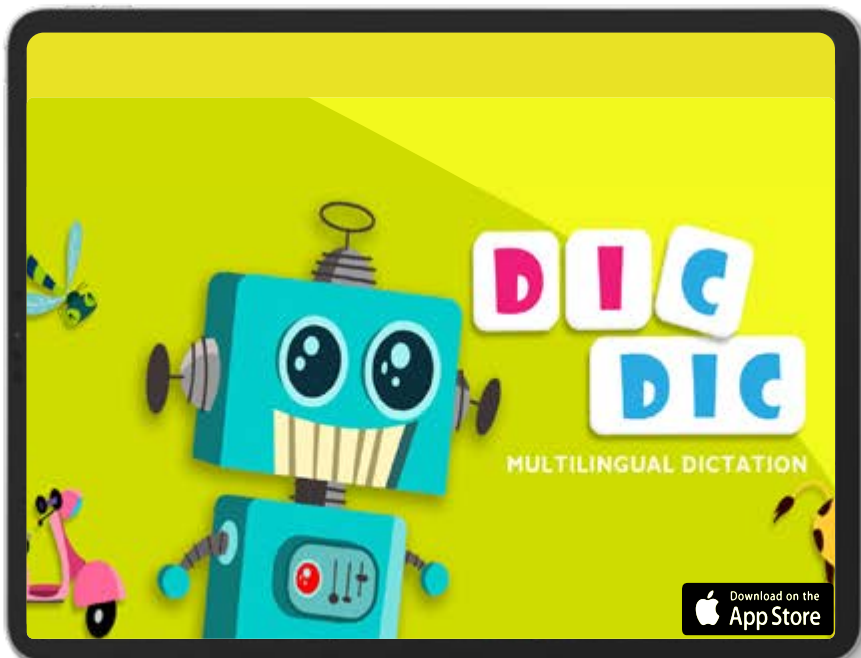 DIC
DIC
MULTILINGUAL DICTATION
Download on the
App Store